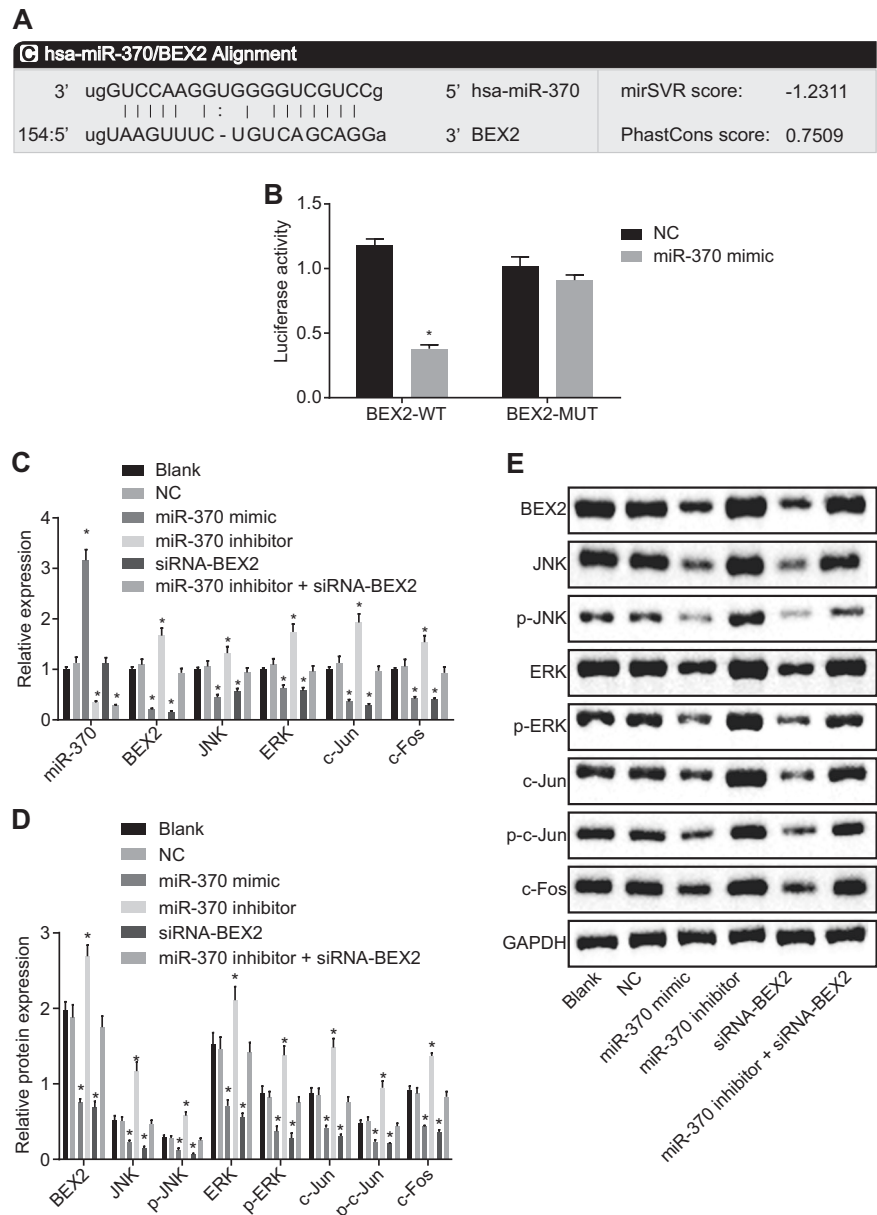 A
C hsa-miR-370/BEX2 Alignment
3' ugGUCCAAGGUGGGGUCGUCCg 5' hsa-miR-370 mirSVR score: -1.2311
| | | | | | : | | | | | | | |
154:5' ugUAAGUUUC - UGUCAGCAGGa 3' BEX2 PhastCons score: 0.7509
B
Luciferase activity
1.5
1.0
0.5
0.0
*
BEX2-WT BEX2-MUT
NC
miR-370 mimic
C
Blank
NC
miR-370 mimic
miR-370 inhibitor
siRNA-BEX2
miR-370 inhibitor + siRNA-BEX2
Relative expression
4
3
2
1
0
* * * * * * * * * * * * * * * * * *
miR-370 BEX2 JNK ERK c-Jun c-Fos
D
Blank
NC
miR-370 mimic
miR-370 inhibitor
siRNA-BEX2
miR-370 inhibitor + siRNA-BEX2
Relative protein expression
3
2
1
0
* * * * * * * * * * * * * * * * * * * * * * * *
BEX2 JNK p-JNK ERK p-ERK c-Jun p-c-Jun c-Fos
E
BEX2
JNK
p-JNK
ERK
p-ERK
c-Jun
p-c-Jun
c-Fos
GAPDH
Blank NC miR-370 mimic miR-370 inhibitor siRNA-BEX2 miR-370 inhibitor + siRNA-BEX2